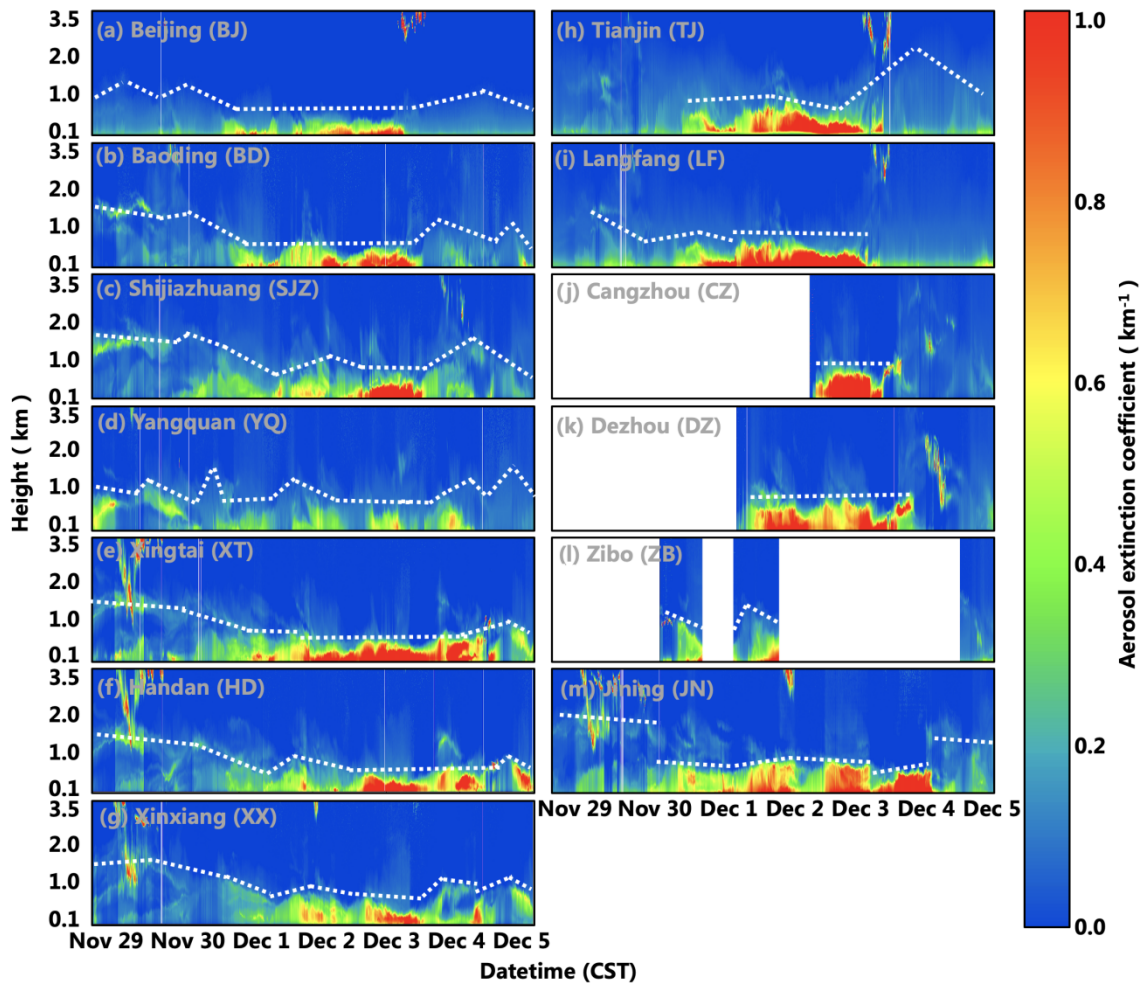 (a) Beijing (BJ)
3.5
2.0
1.0
0.1
(b) Baoding (BD)
3.5
2.0
1.0
0.1
(c) Shijiazhuang (SJZ)
3.5
2.0
1.0
0.1
(d) Yangquan (YQ)
3.5
2.0
1.0
0.1
(e) Xingtai (XT)
3.5
2.0
1.0
0.1
(f) Handan (HD)
3.5
2.0
1.0
0.1
(g) Xinxiang (XX)
3.5
2.0
1.0
0.1
Nov 29 Nov 30 Dec 1 Dec 2 Dec 3 Dec 4 Dec 5
Height ( km )
(h) Tianjin (TJ)
(i) Langfang (LF)
(j) Cangzhou (CZ)
(k) Dezhou (DZ)
(l) Zibo (ZB)
(m) Jining (JN)
Nov 29 Nov 30 Dec 1 Dec 2 Dec 3 Dec 4 Dec 5
Datetime (CST)
1.0
0.8
0.6
0.4
0.2
0.0
Aerosol extinction coefficient ( km⁻¹ )